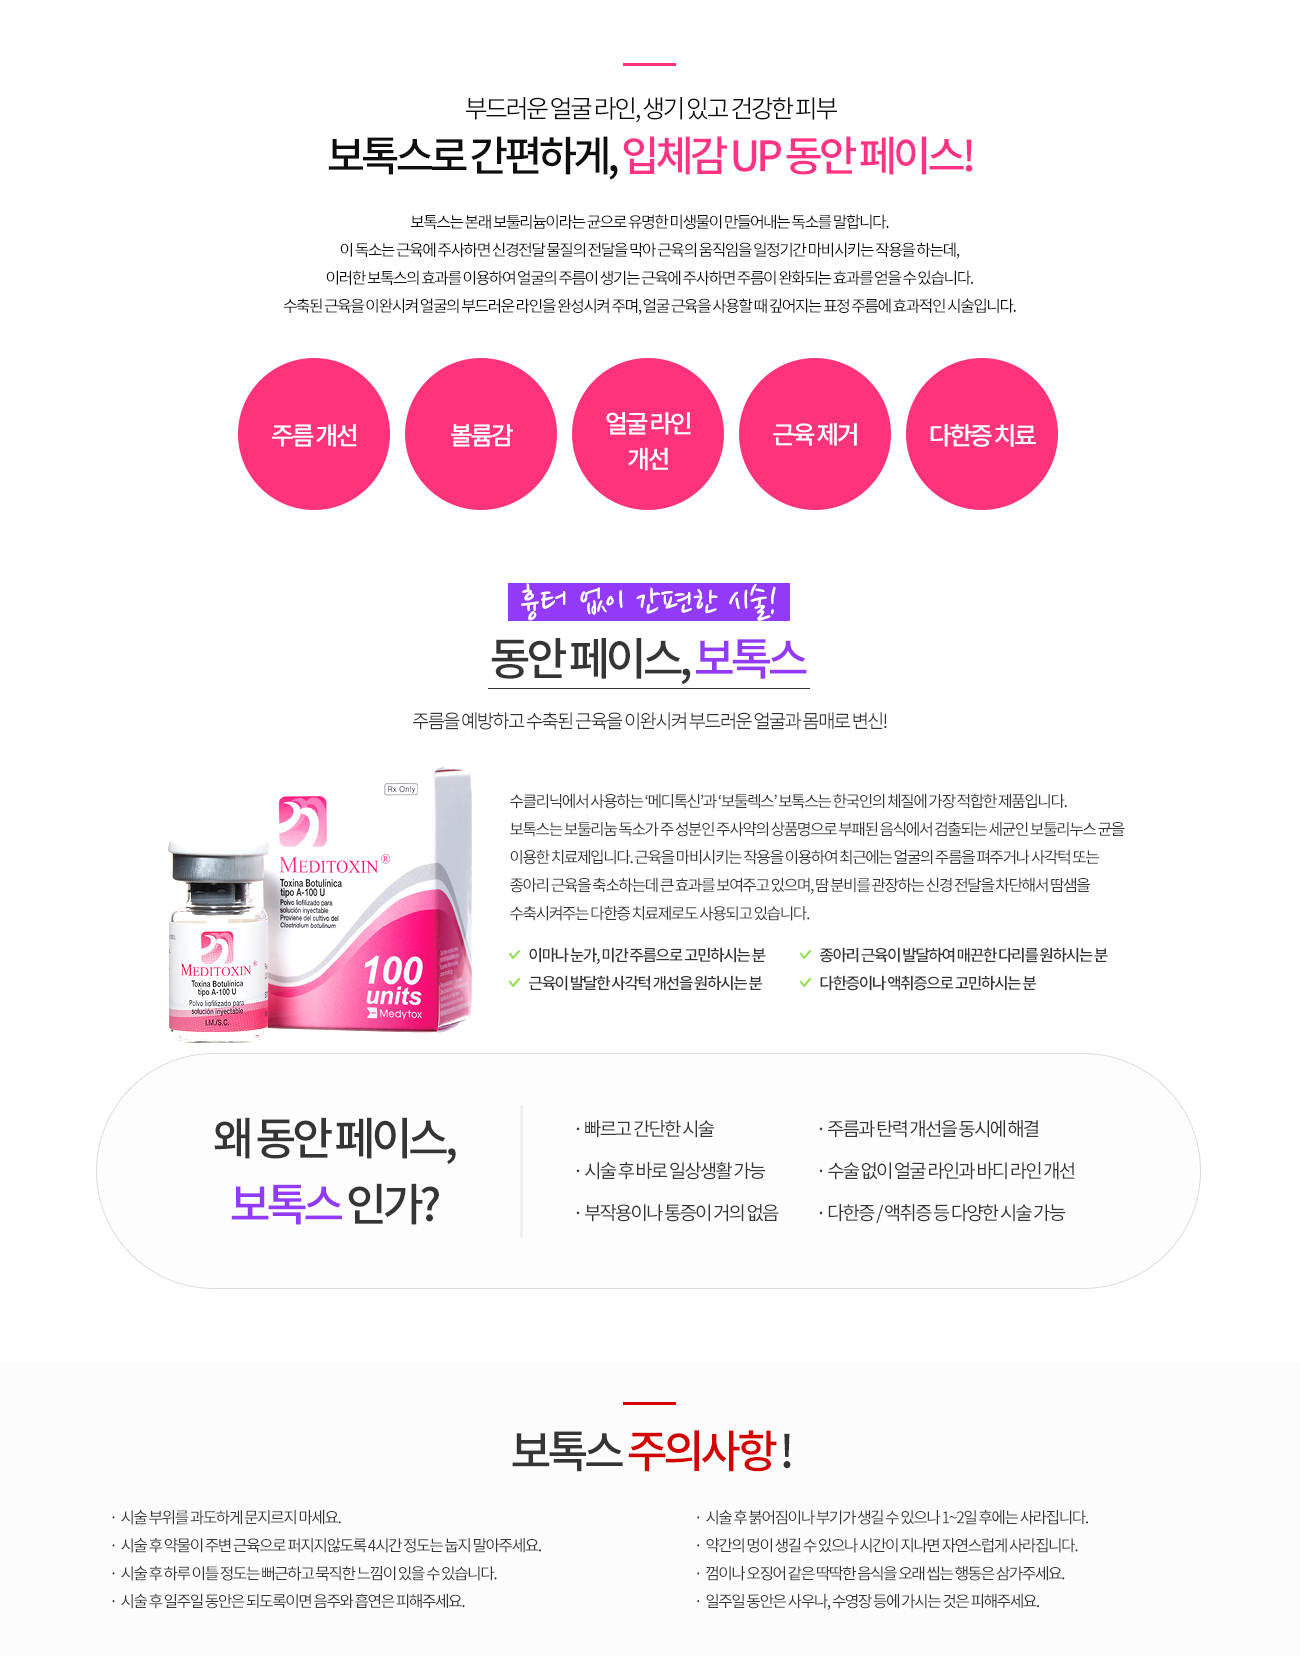 부드러운 얼굴 라인, 생기 있고 건강한 피부
보톡스로 간편하게, 입체감 UP 동안 페이스!
보톡스는 본래 보툴리늄이라는 균으로 유명한 미생물이 만들어내는 독소를 말합니다.
이 독소는 근육에 주사하면 신경전달 물질의 전달을 막아 근육의 움직임을 일정기간 마비시키는 작용을 하는데,
이러한 보톡스의 효과를 이용하여 얼굴의 주름이 생기는 근육에 주사하면 주름이 완화되는 효과를 얻을 수 있습니다.
수축된 근육을 이완시켜 얼굴의 부드러운 라인을 완성시켜 주며, 얼굴 근육을 사용할 때 깊어지는 표정 주름에 효과적인 시술입니다.
주름 개선
볼륨감
얼굴 라인
개선
근육 제거
다한증 치료
흉터 없이 간편한 시술!
동안 페이스, 보톡스
주름을 예방하고 수축된 근육을 이완시켜 부드러운 얼굴과 몸매로 변신!
Rx Only
MEDITOXIN®
Toxina Botulínica
tipo A-100 U
Polvo liofilizado para
solución inyectable
Proviene del cultivo del
Clostridium botulinum
100
units
Medytox
MEDITOXIN®
Toxina Botulínica
tipo A-100 U
Polvo liofilizado para
solución inyectable
I.M./S.C.
수클리닉에서 사용하는 ‘메디톡신’과 ‘보툴렉스’ 보톡스는 한국인의 체질에 가장 적합한 제품입니다.
보톡스는 보툴리눔 독소가 주 성분인 주사약의 상품명으로 부패된 음식에서 검출되는 세균인 보툴리누스 균을
이용한 치료제입니다. 근육을 마비시키는 작용을 이용하여 최근에는 얼굴의 주름을 펴주거나 사각턱 또는
종아리 근육을 축소하는데 큰 효과를 보여주고 있으며, 땀 분비를 관장하는 신경 전달을 차단해서 땀샘을
수축시켜주는 다한증 치료제로도 사용되고 있습니다.
이마나 눈가, 미간 주름으로 고민하시는 분
종아리 근육이 발달하여 매끈한 다리를 원하시는 분
근육이 발달한 사각턱 개선을 원하시는 분
다한증이나 액취증으로 고민하시는 분
왜 동안 페이스,
보톡스 인가?
· 빠르고 간단한 시술
· 시술 후 바로 일상생활 가능
· 부작용이나 통증이 거의 없음
· 주름과 탄력 개선을 동시에 해결
· 수술 없이 얼굴 라인과 바디 라인 개선
· 다한증 / 액취증 등 다양한 시술 가능
보톡스 주의사항 !
· 시술 부위를 과도하게 문지르지 마세요.
· 시술 후 약물이 주변 근육으로 퍼지지않도록 4시간 정도는 눕지 말아주세요.
· 시술 후 하루 이틀 정도는 뻐근하고 묵직한 느낌이 있을 수 있습니다.
· 시술 후 일주일 동안은 되도록이면 음주와 흡연은 피해주세요.
· 시술 후 붉어짐이나 부기가 생길 수 있으나 1~2일 후에는 사라집니다.
· 약간의 멍이 생길 수 있으나 시간이 지나면 자연스럽게 사라집니다.
· 껌이나 오징어 같은 딱딱한 음식을 오래 씹는 행동은 삼가주세요.
· 일주일 동안은 사우나, 수영장 등에 가시는 것은 피해주세요.